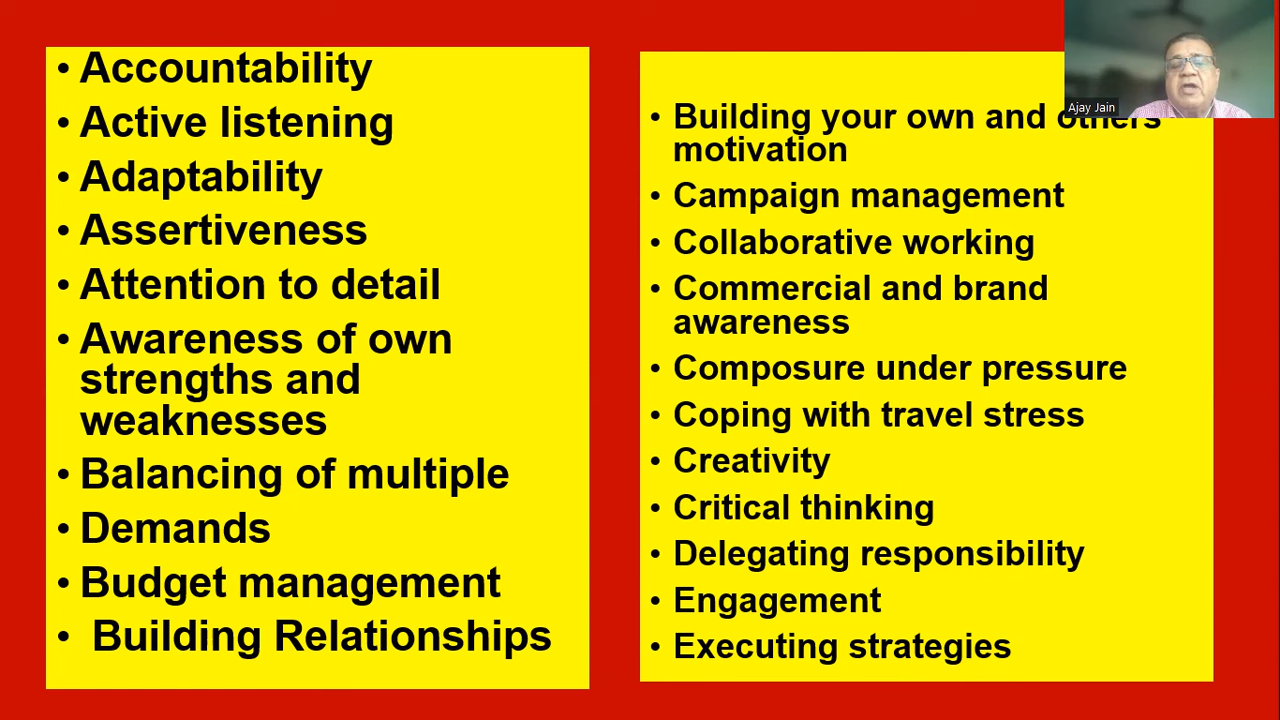 • Accountability
• Active listening
• Adaptability
• Assertiveness
• Attention to detail
• Awareness of own
strengths and
weaknesses
• Balancing of multiple
• Demands
• Budget management
• Building Relationships
• Building your own and others
motivation
• Campaign management
• Collaborative working
• Commercial and brand
awareness
• Composure under pressure
• Coping with travel stress
• Creativity
• Critical thinking
• Delegating responsibility
• Engagement
• Executing strategies
Ajay Jain